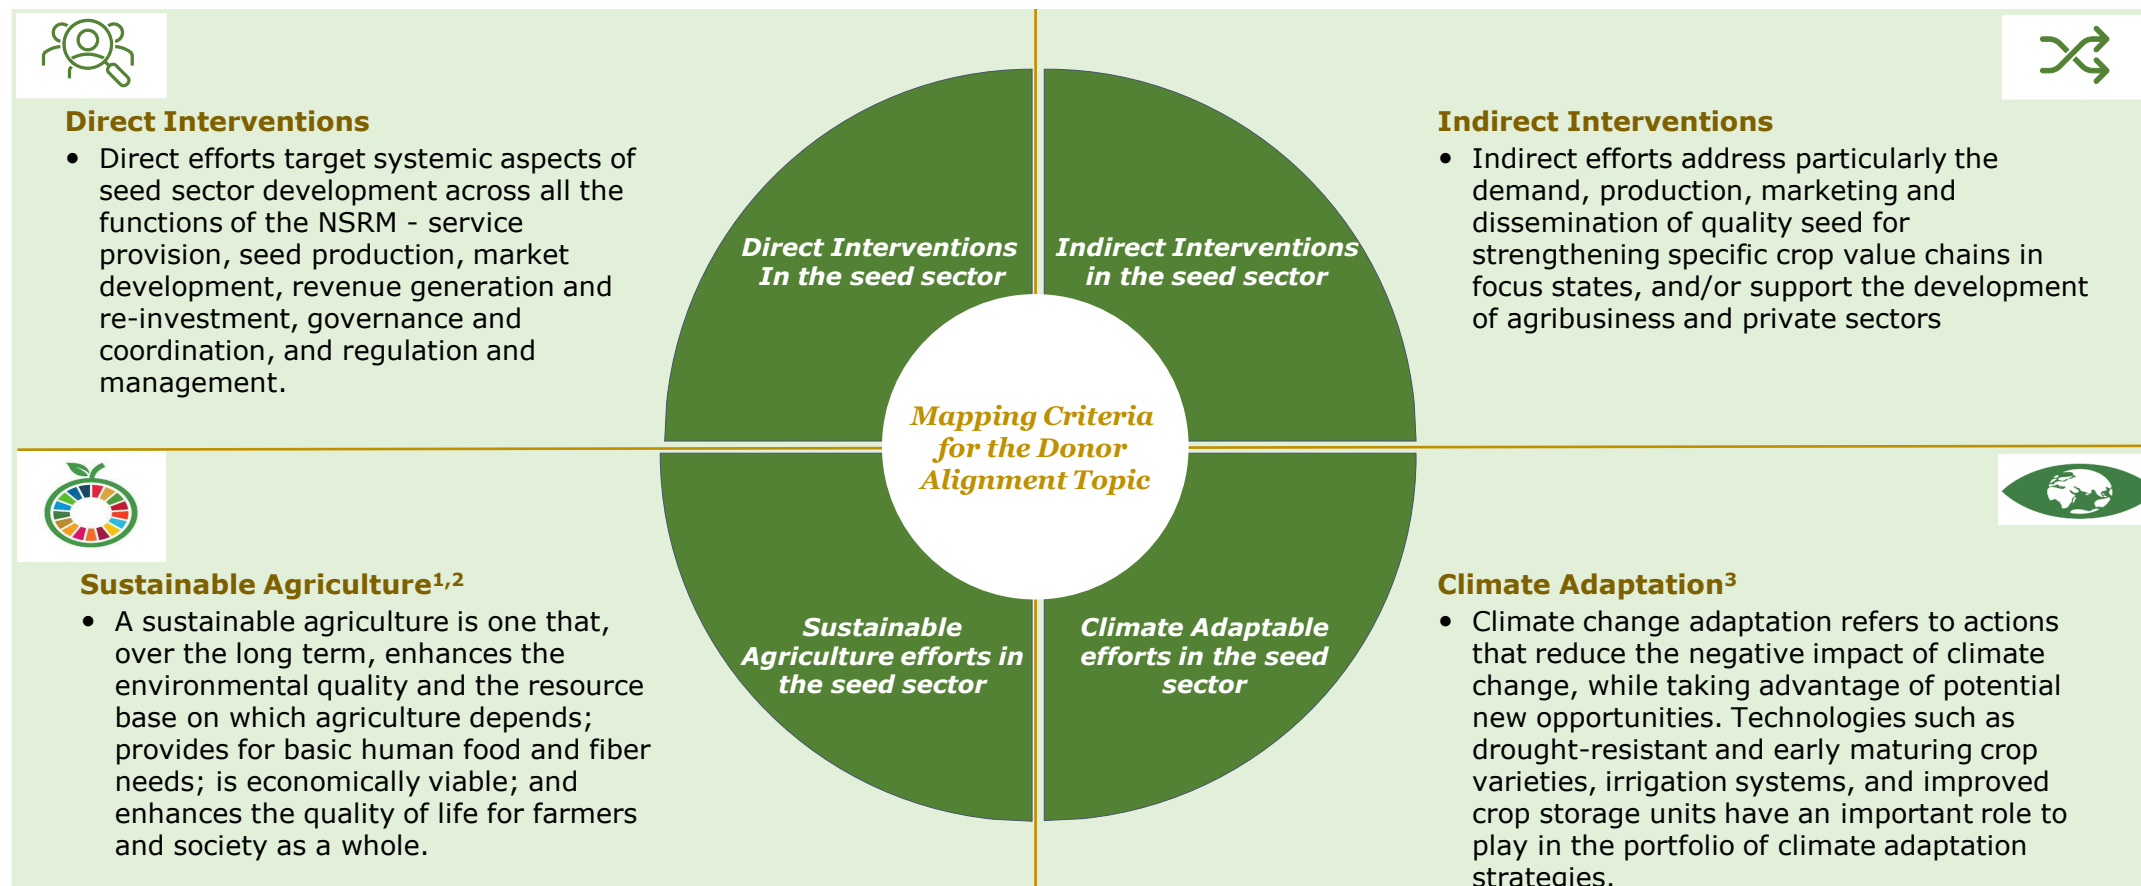 Direct Interventions
• Direct efforts target systemic aspects of
seed sector development across all the
functions of the NSRM - service
provision, seed production, market
development, revenue generation and
re-investment, governance and
coordination, and regulation and
management.
Indirect Interventions
• Indirect efforts address particularly the
demand, production, marketing and
dissemination of quality seed for
strengthening specific crop value chains in
focus states, and/or support the development
of agribusiness and private sectors
Direct Interventions
In the seed sector
Indirect Interventions
in the seed sector
Mapping Criteria
for the Donor
Alignment Topic
Sustainable
Agriculture efforts in
the seed sector
Climate Adaptable
efforts in the seed
sector
Sustainable Agriculture1,2
• A sustainable agriculture is one that,
over the long term, enhances the
environmental quality and the resource
base on which agriculture depends;
provides for basic human food and fiber
needs; is economically viable; and
enhances the quality of life for farmers
and society as a whole.
Climate Adaptation3
• Climate change adaptation refers to actions
that reduce the negative impact of climate
change, while taking advantage of potential
new opportunities. Technologies such as
drought-resistant and early maturing crop
varieties, irrigation systems, and improved
crop storage units have an important role to
play in the portfolio of climate adaptation
strategies.